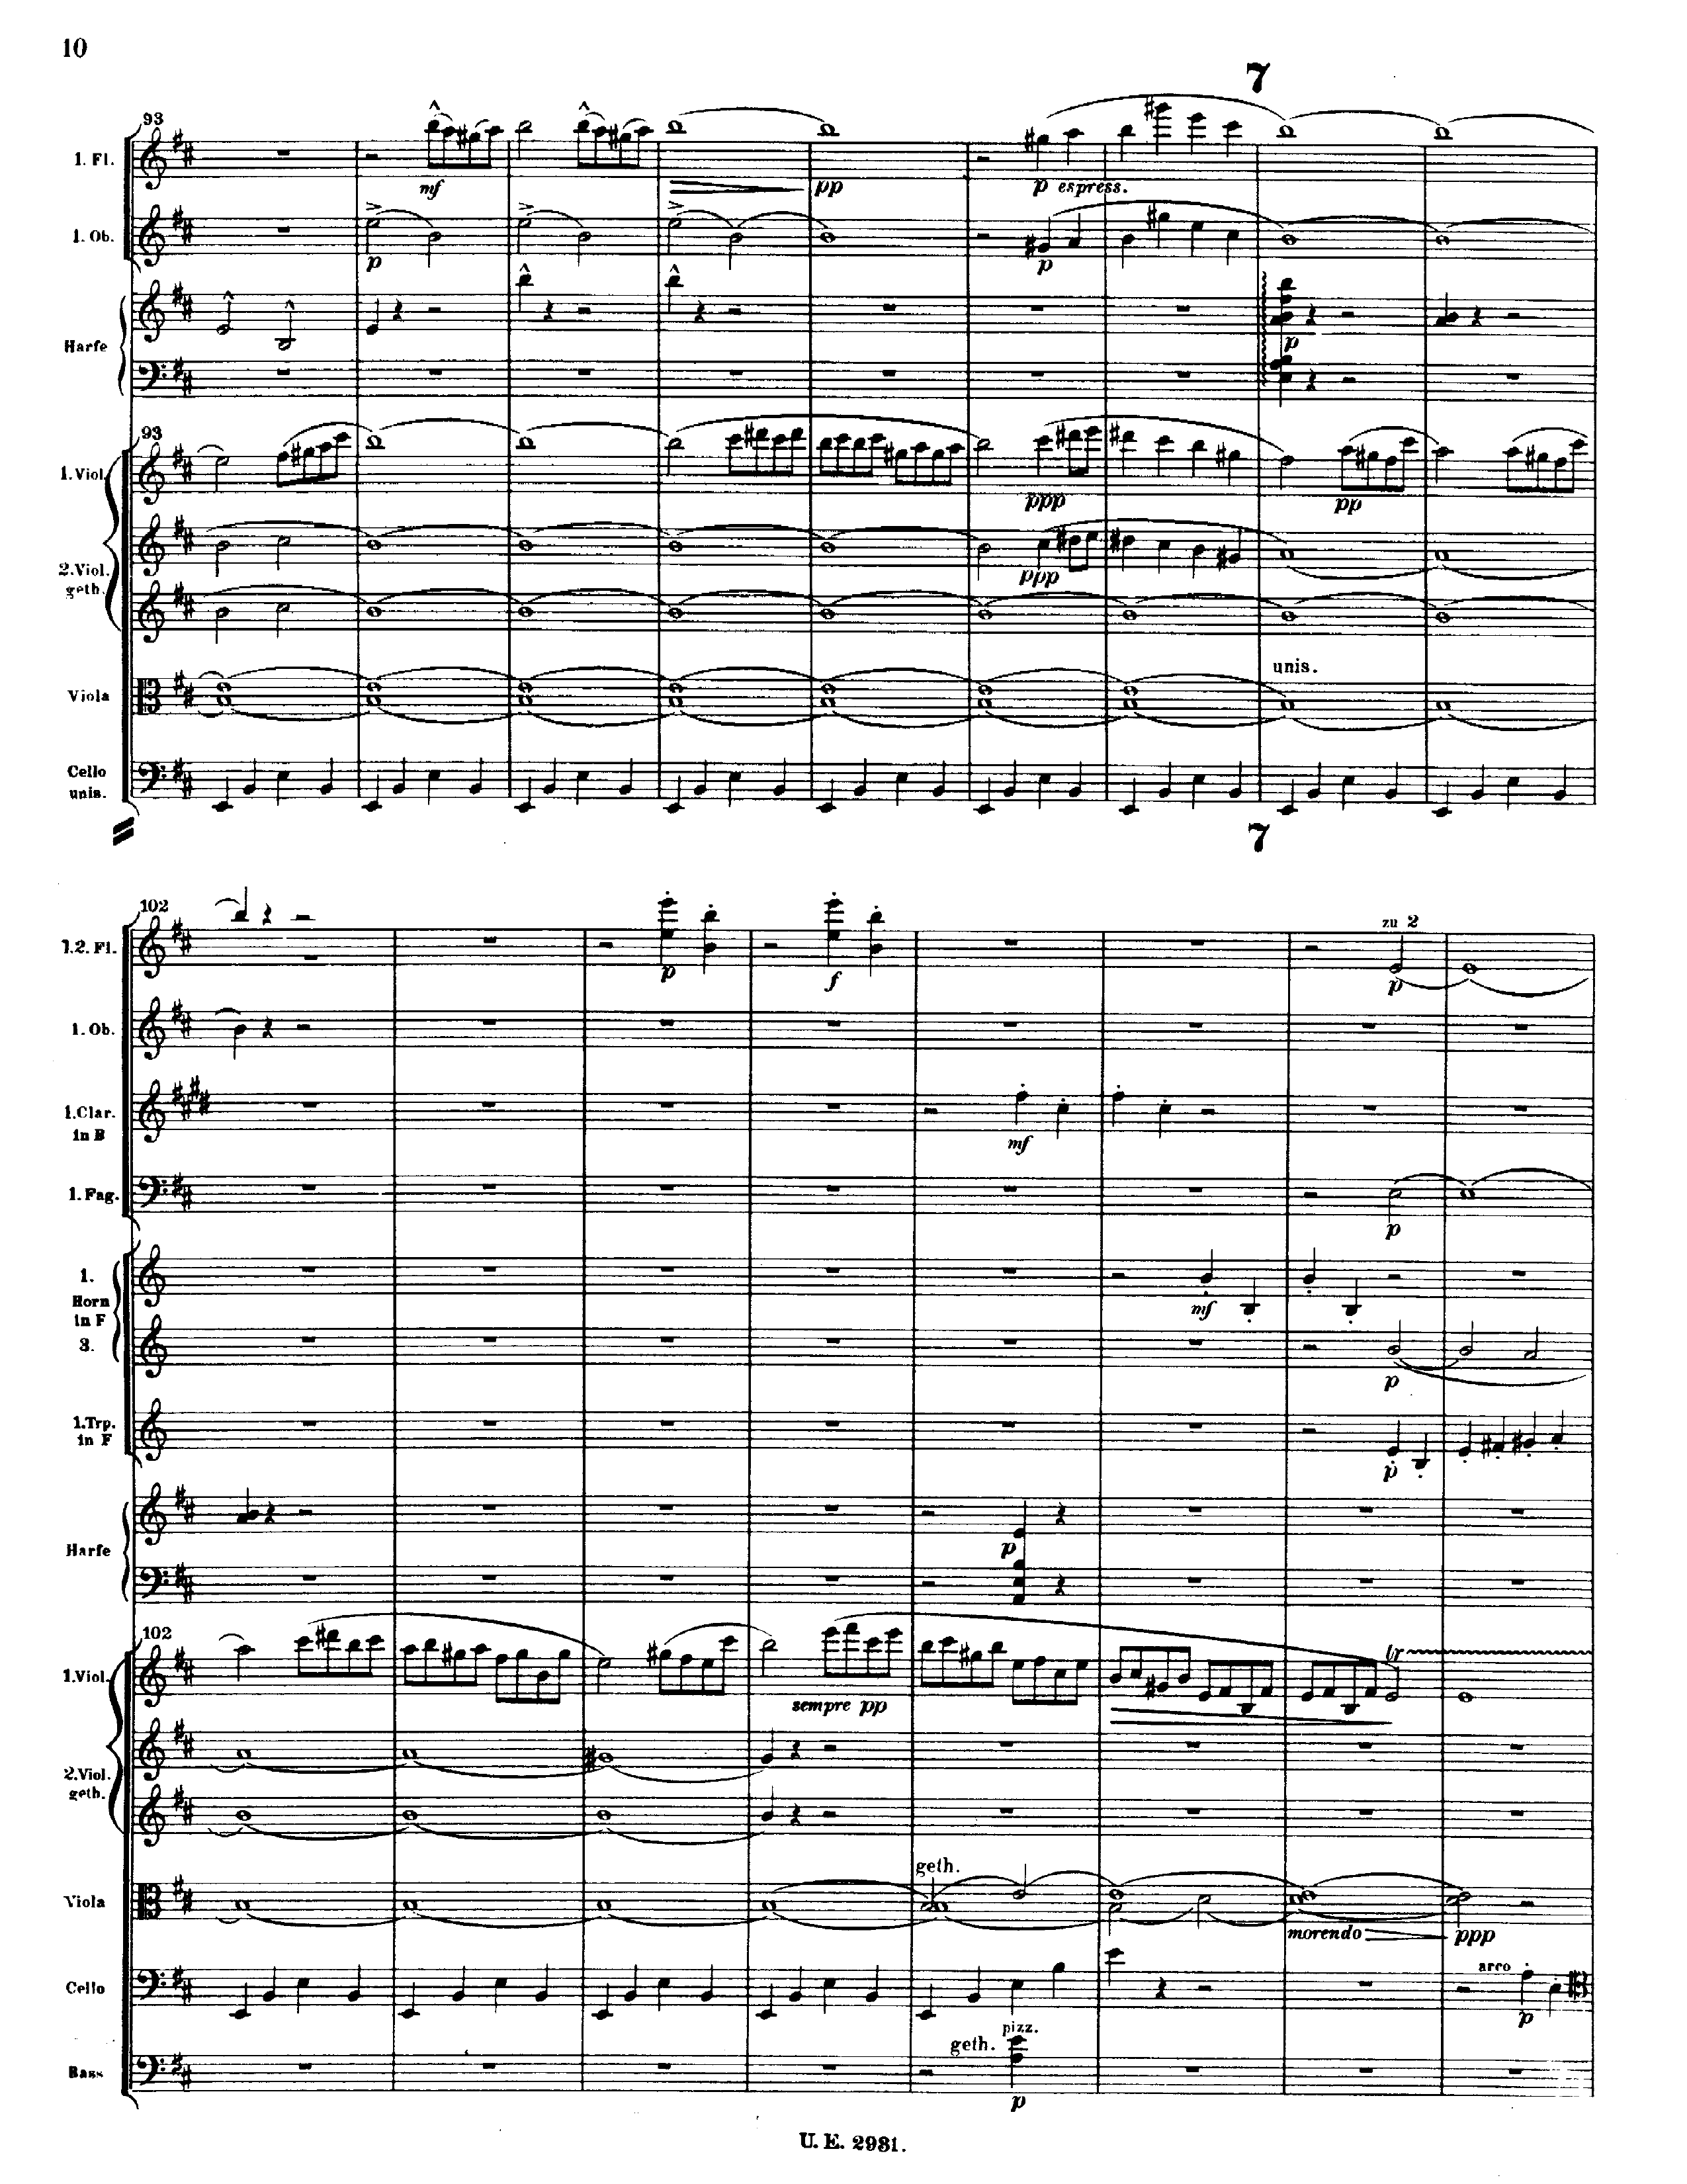 10
7
93
1. Fl.
mf
pp
p espress.
1. Ob.
p
p
Harfe
p
93
1. Viol.
ppp
pp
2. Viol.
geth.
ppp
unis.
Viola
Cello
unis.
7
102
zu 2
1.2. Fl.
p
f
p
1. Ob.
1. Clar.
in B
mf
1. Fag.
p
1.
Horn
in F
mf
3.
p
1. Trp.
in F
p
Harfe
p
102
1. Viol.
tr
sempre pp
2. Viol.
geth.
geth.
Viola
morendo
ppp
arco
Cello
p
pizz.
geth.
Bass
p
U. E. 2931.